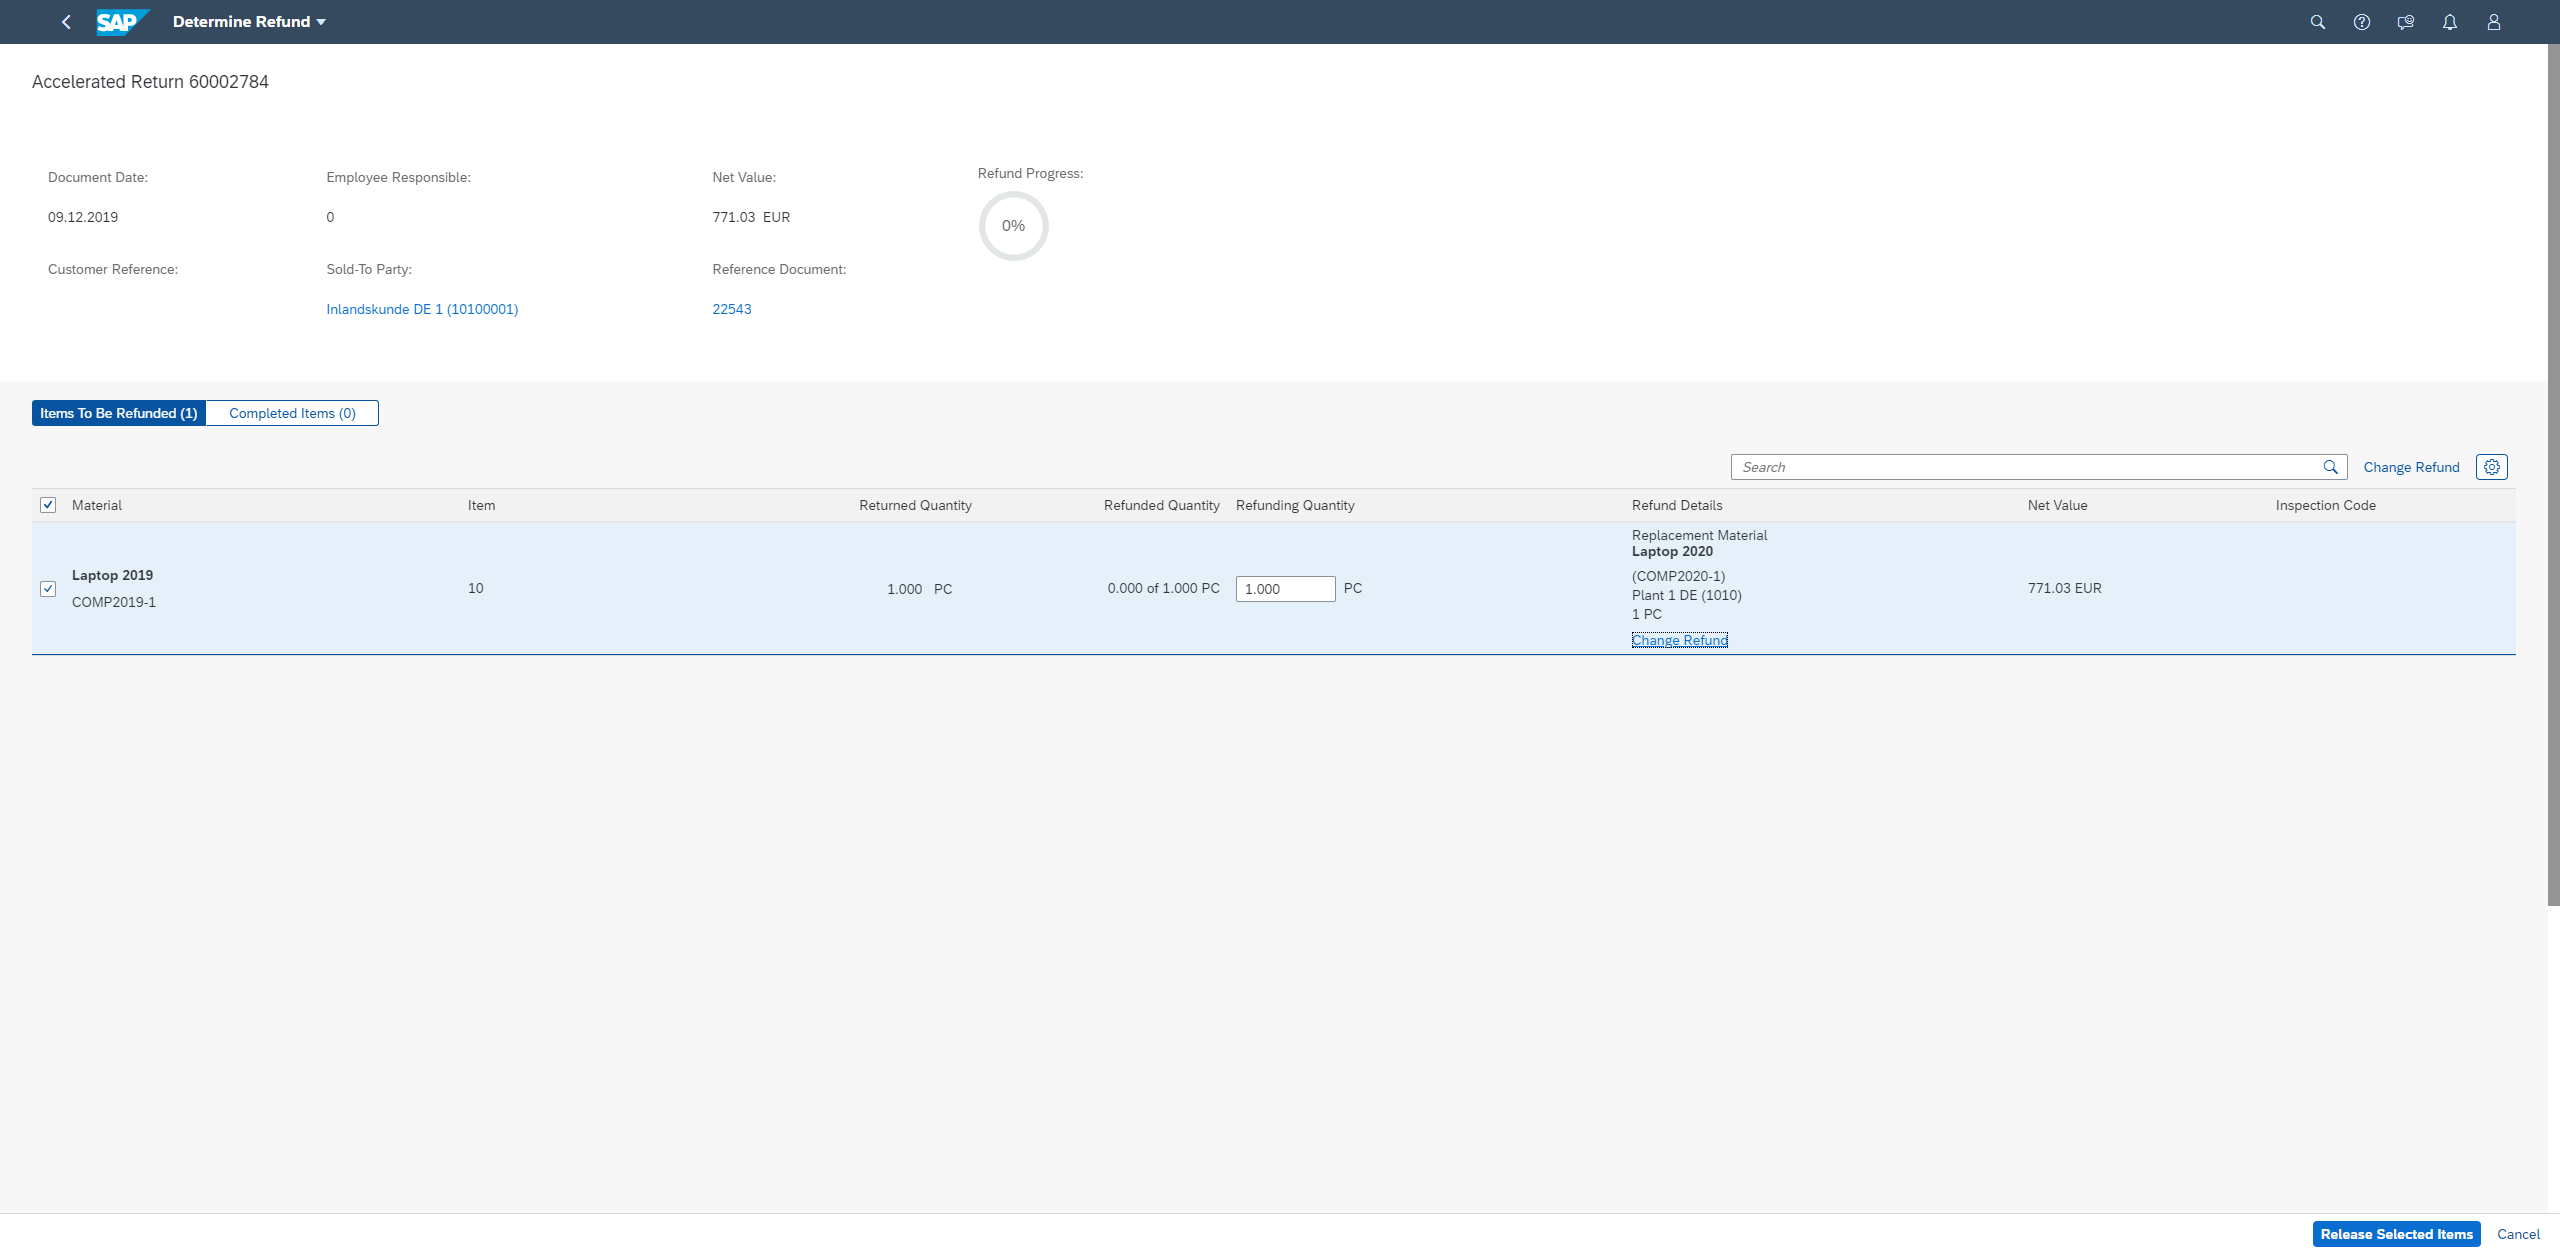 SAP Determine Refund
Accelerated Return 60002784
Document Date: Employee Responsible: Net Value: Refund Progress:
09.12.2019 0 771.03 EUR 0%
Customer Reference: Sold-To Party: Reference Document:
Inlandskunde DE 1 (10100001) 22543
Items To Be Refunded (1) Completed Items (0)
Search Change Refund
Material Item Returned Quantity Refunded Quantity Refunding Quantity Refund Details Net Value Inspection Code
Replacement Material
Laptop 2020
Laptop 2019
(COMP2020-1)
10 1.000 PC 0.000 of 1.000 PC 1.000 PC 771.03 EUR
Plant 1 DE (1010)
COMP2019-1
1 PC
Change Refund
Release Selected Items Cancel